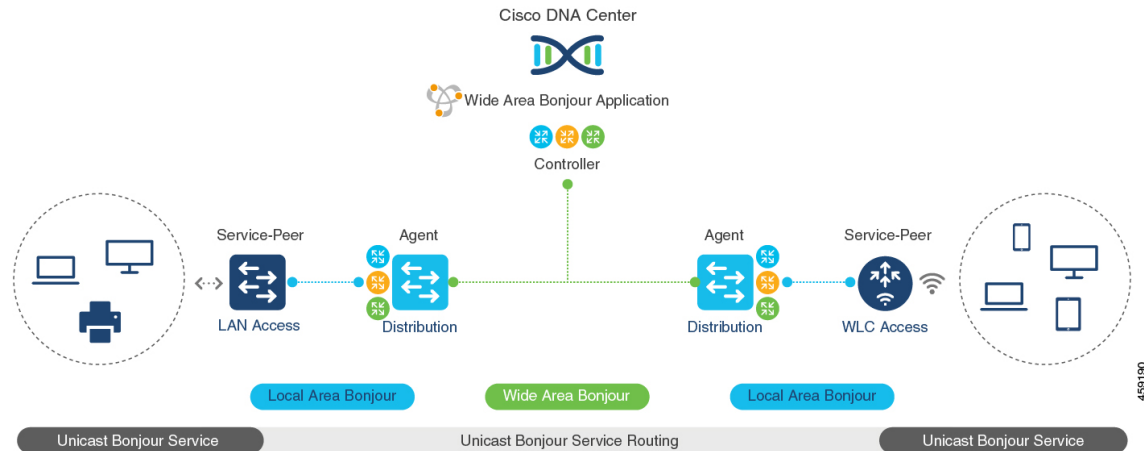 Cisco DNA Center
Wide Area Bonjour Application
Controller
Service-Peer
Agent
Agent
Service-Peer
LAN Access
Distribution
Distribution
WLC Access
Local Area Bonjour
Wide Area Bonjour
Local Area Bonjour
459190
Unicast Bonjour Service
Unicast Bonjour Service Routing
Unicast Bonjour Service